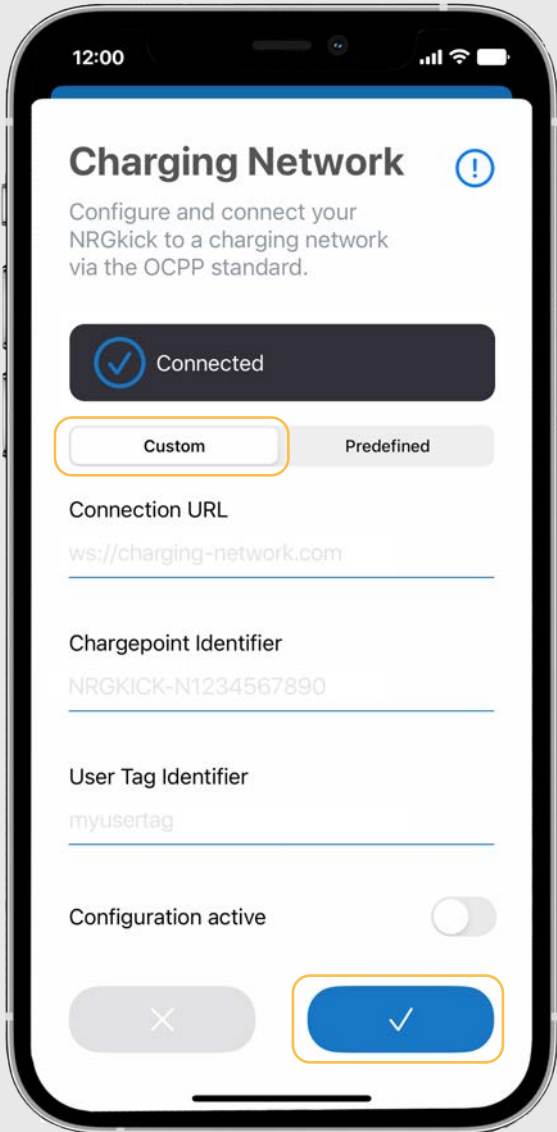 12:00
Charging Network
Configure and connect your
NRGkick to a charging network
via the OCPP standard.
Connected
Custom
Predefined
Connection URL
ws://charging-network.com
Chargepoint Identifier
NRGKICK-N1234567890
User Tag Identifier
myusertag
Configuration active